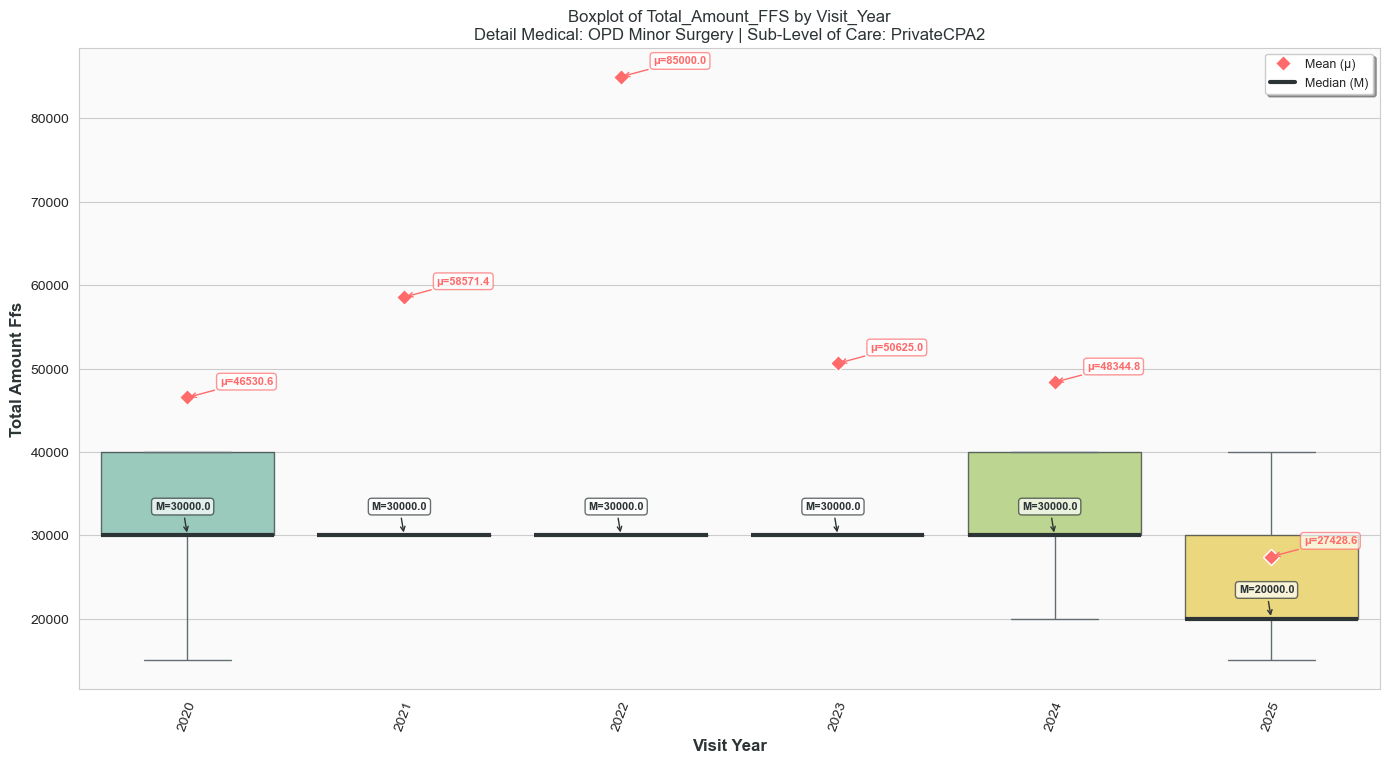 Boxplot of Total_Amount_FFS by Visit_Year
Detail Medical: OPD Minor Surgery | Sub-Level of Care: PrivateCPA2
Mean (μ)
Median (M)
Total Amount Ffs
80000
70000
60000
50000
40000
30000
20000
μ=46530.6
μ=58571.4
μ=85000.0
μ=50625.0
μ=48344.8
μ=27428.6
M=30000.0
M=30000.0
M=30000.0
M=30000.0
M=30000.0
M=20000.0
2020
2021
2022
2023
2024
2025
Visit Year